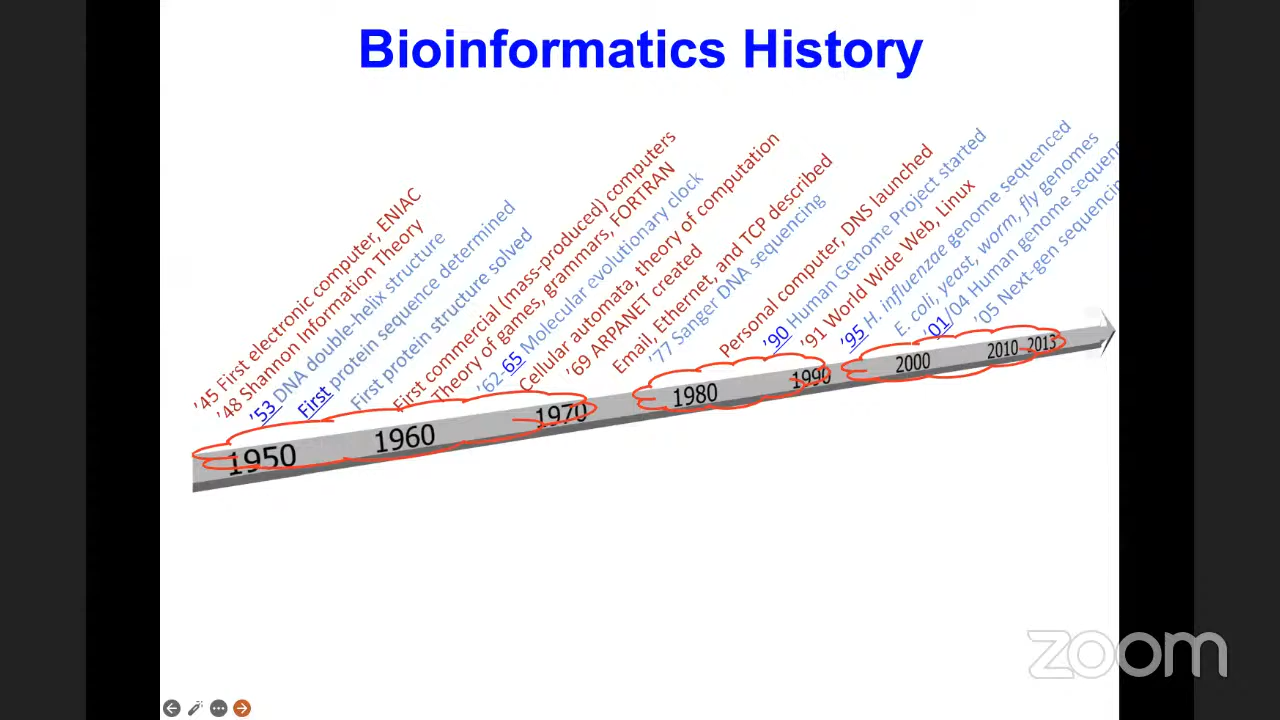 Bioinformatics History
'45 First electronic computer, ENIAC
'48 Shannon Information Theory
'53 DNA double-helix structure
First protein sequence determined
First protein structure solved
First commercial (mass-produced) computers
Theory of games, grammars, FORTRAN
'62-65 Molecular evolutionary clock
Cellular automata, theory of computation
'69 ARPANET created
Email, Ethernet, and TCP described
'77 Sanger DNA sequencing
Personal computer, DNS launched
'90 Human Genome Project started
'91 World Wide Web, Linux
'95 H. influenzae genome sequenced
E. coli, yeast, worm, fly genomes
'01/04 Human genome sequen
'05 Next-gen sequencing
1950 1960 1970 1980 1990 2000 2010 2013
zoom